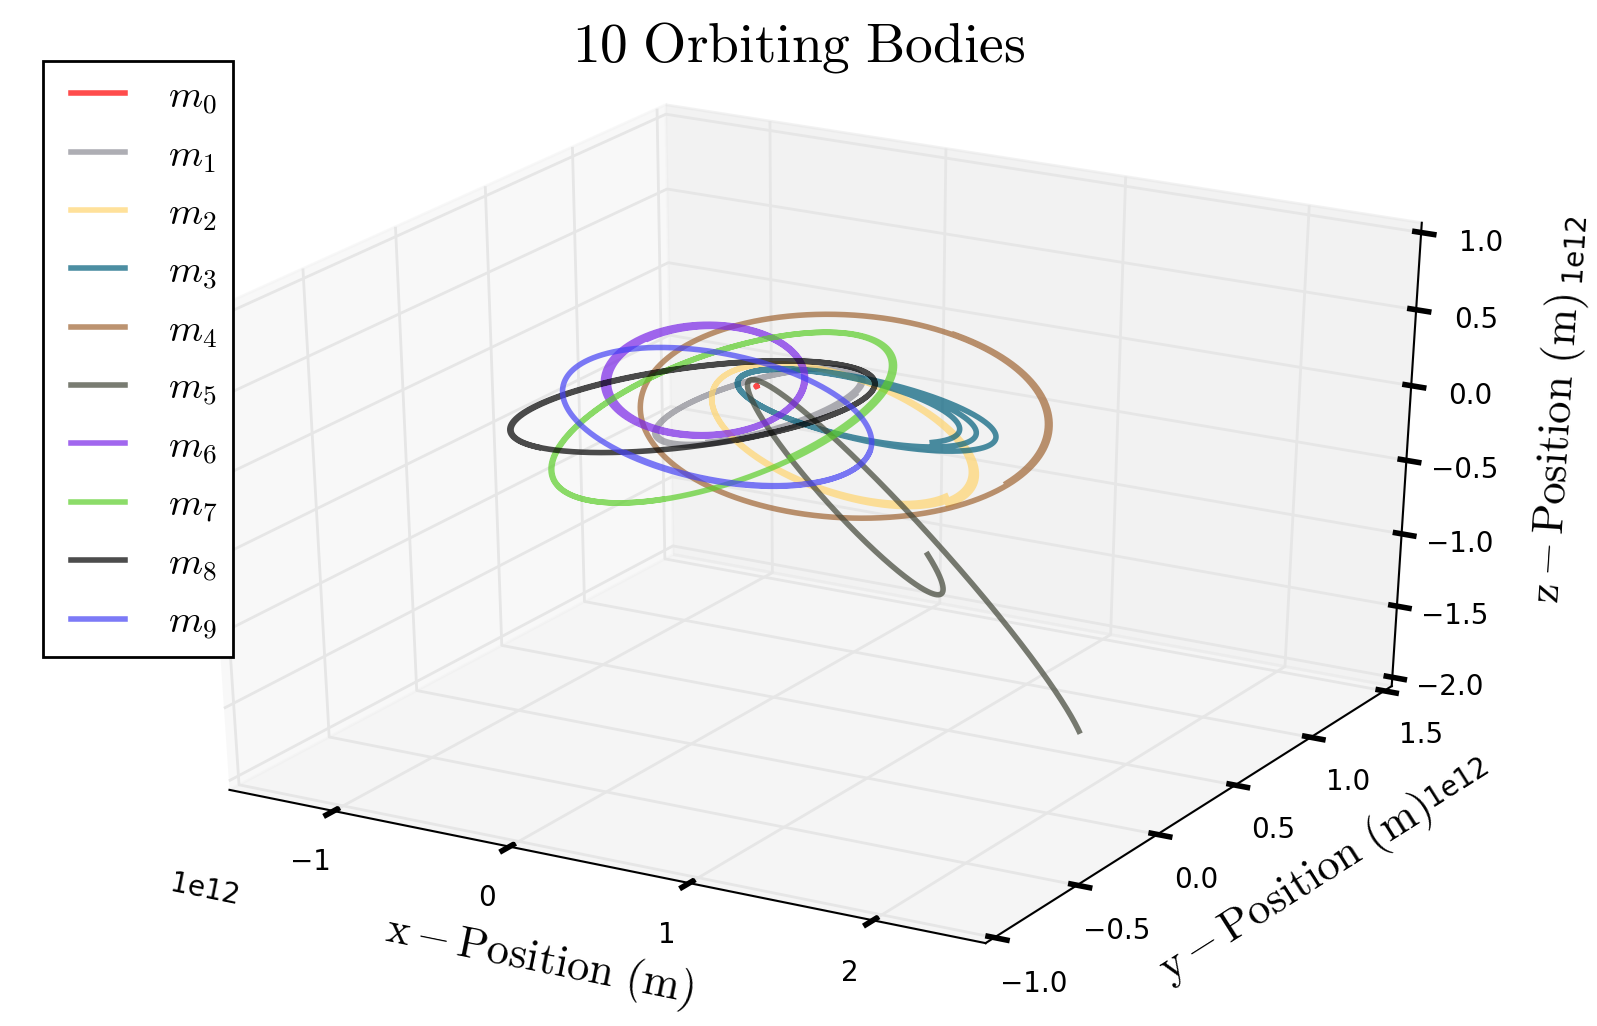 10 Orbiting Bodies
m₀
m₁
m₂
m₃
m₄
m₅
m₆
m₇
m₈
m₉
1.0
0.5
0.0
−0.5
−1.0
−1.5
−2.0
z − Position (m)
1e12
1.5
1.0
0.5
0.0
−0.5
−1.0
y − Position (m)
1e12
−1
0
1
2
1e12
x − Position (m)